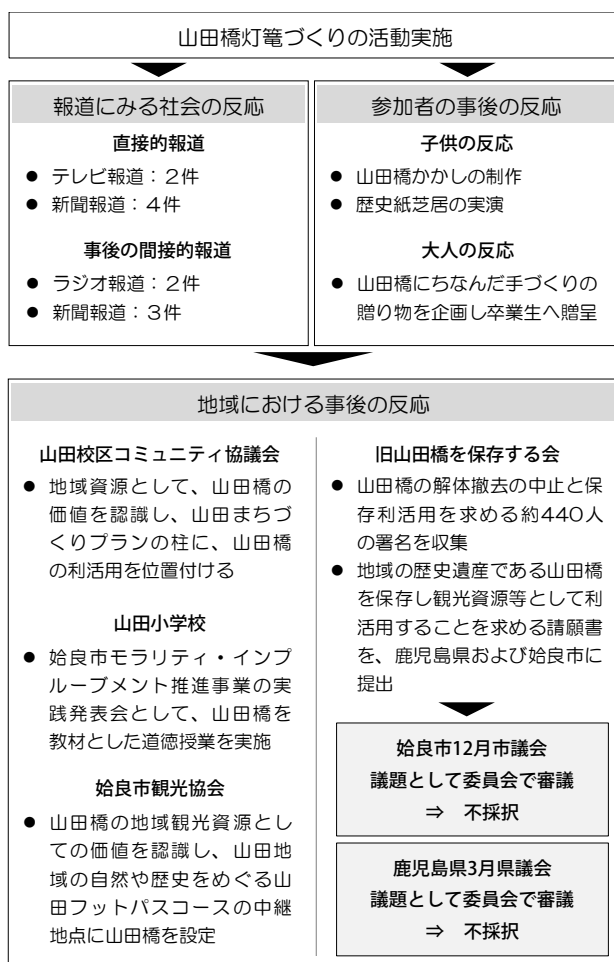 山田橋灯篭づくりの活動実施
報道にみる社会の反応
直接的報道
● テレビ報道：２件
● 新聞報道：４件
事後の間接的報道
● ラジオ報道：２件
● 新聞報道：３件
参加者の事後の反応
子供の反応
● 山田橋かかしの制作
● 歴史紙芝居の実演
大人の反応
● 山田橋にちなんだ手づくりの
贈り物を企画し卒業生へ贈呈
地域における事後の反応
山田校区コミュニティ協議会
● 地域資源として、山田橋の
価値を認識し、山田まちづ
くりプランの柱に、山田橋
の利活用を位置付ける
山田小学校
● 姶良市モラリティ・インプ
ルーブメント推進事業の実
践発表会として、山田橋を
教材とした道徳授業を実施
姶良市観光協会
● 山田橋の地域観光資源とし
ての価値を認識し、山田地
域の自然や歴史をめぐる山
田フットパスコースの中継
地点に山田橋を設定
旧山田橋を保存する会
● 山田橋の解体撤去の中止と保
存利活用を求める約440人
の署名を収集
● 地域の歴史遺産である山田橋
を保存し観光資源等として利
活用することを求める請願書
を、鹿児島県および姶良市に
提出
姶良市12月市議会
議題として委員会で審議
⇒ 不採択
鹿児島県3月県議会
議題として委員会で審議
⇒ 不採択